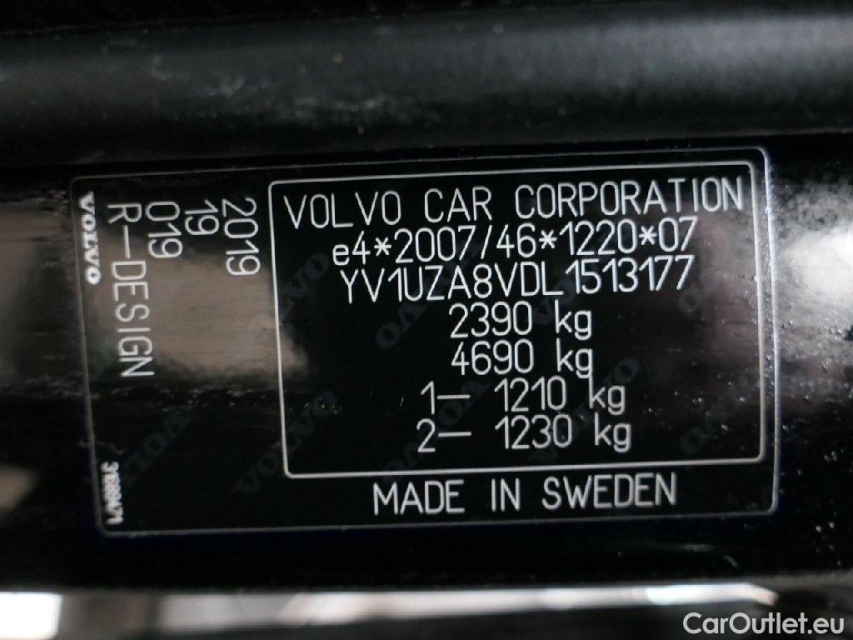 VOLVO CAR CORPORATION
e4*2007/46*1220*07
YV1UZA8VDL1513177
2390 kg
4690 kg
1— 1210 kg
2— 1230 kg
MADE IN SWEDEN
VOLVO
R—DESIGN
019
19
2019
CarOutlet.eu